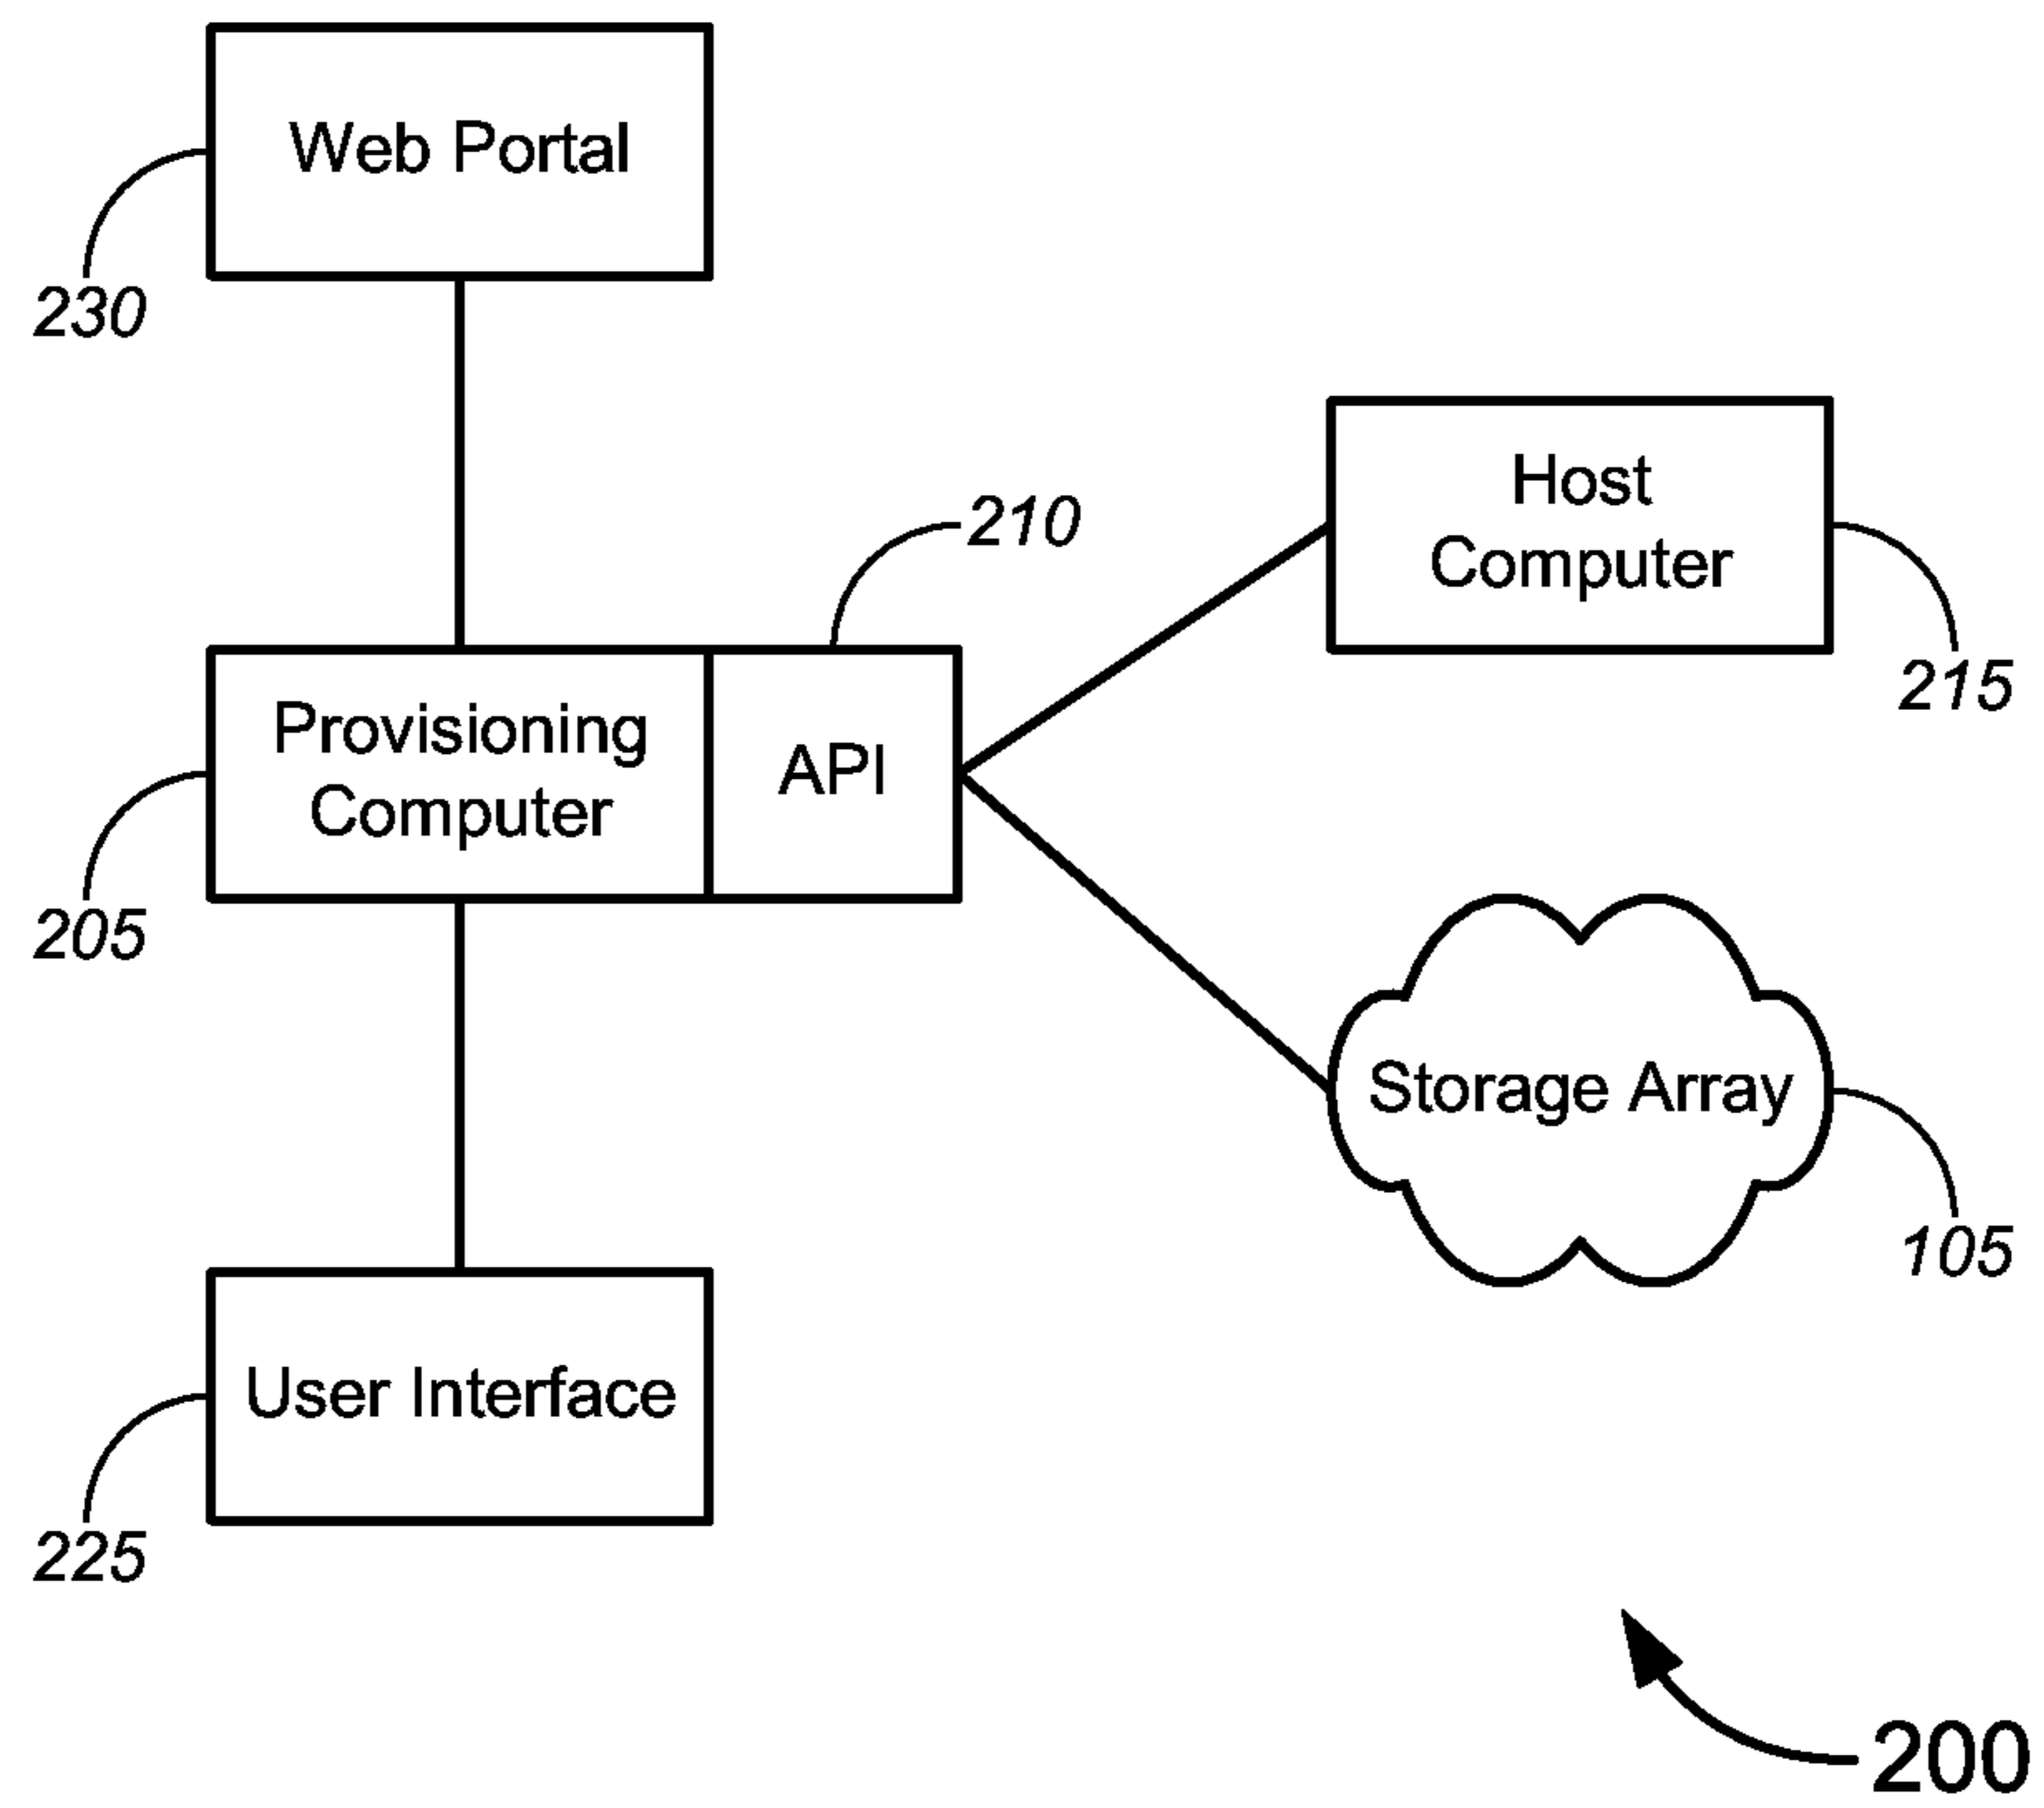 Web Portal
230
210
Host
Computer
215
Provisioning
Computer
API
205
Storage Array
105
User Interface
225
200